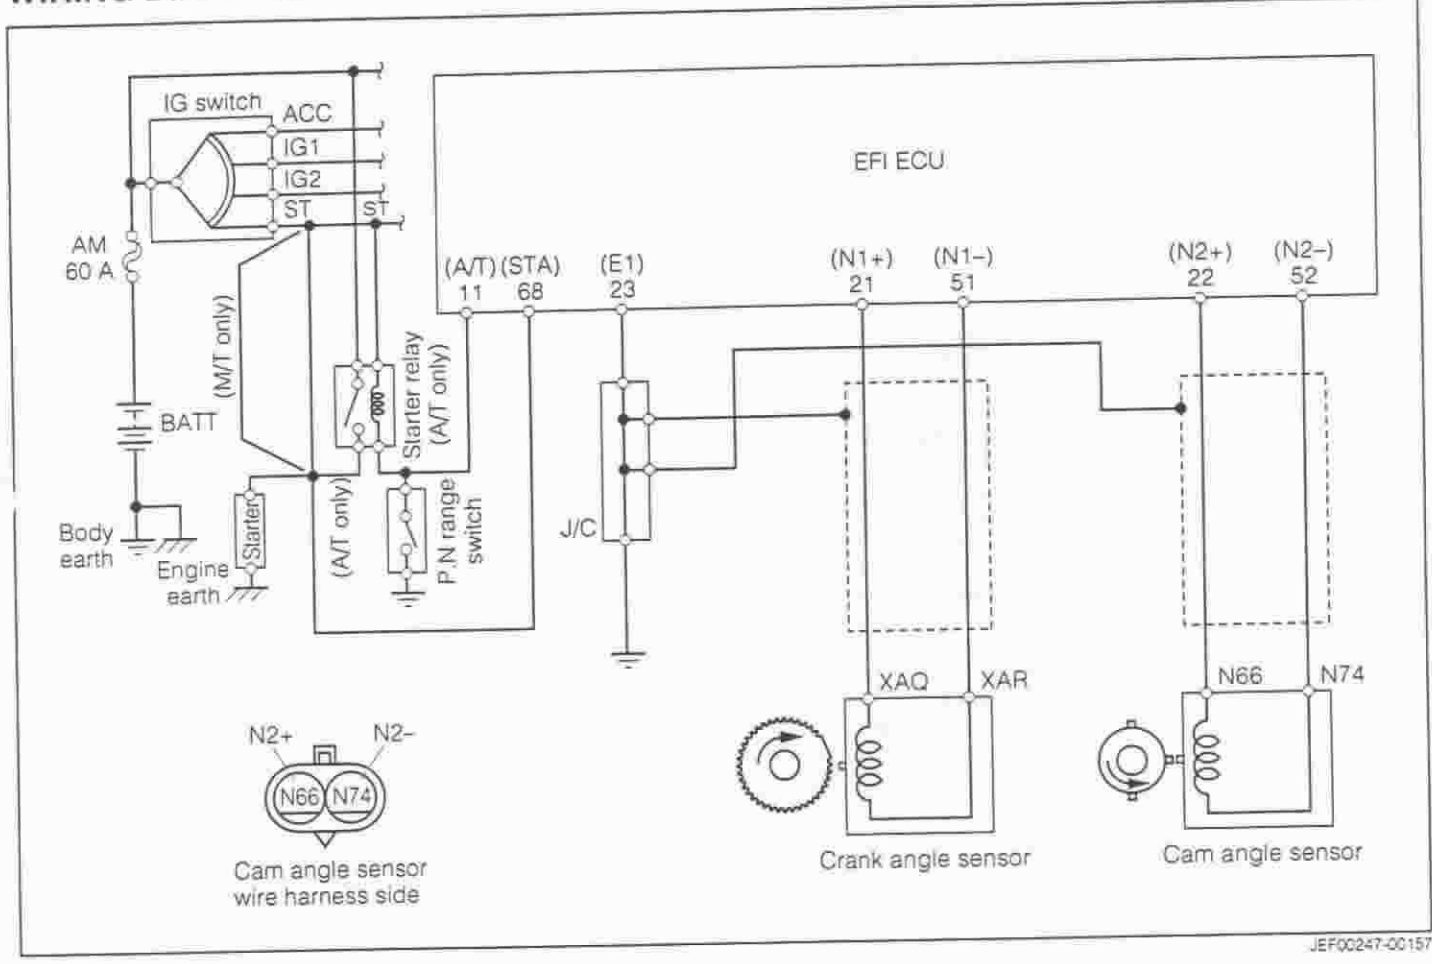 IG switch
ACC
IG1
IG2
ST
ST
AM
60 A
BATT
Body
earth
Engine
earth
Starter
(M/T only)
(A/T only)
Starter relay
(A/T only)
P.N range
switch
EFI ECU
(A/T)
11
(STA)
68
(E1)
23
(N1+)
21
(N1–)
51
(N2+)
22
(N2–)
52
J/C
XAQ
XAR
N66
N74
Crank angle sensor
Cam angle sensor
N2+
N2–
N66
N74
Cam angle sensor
wire harness side
JEF00247-00157